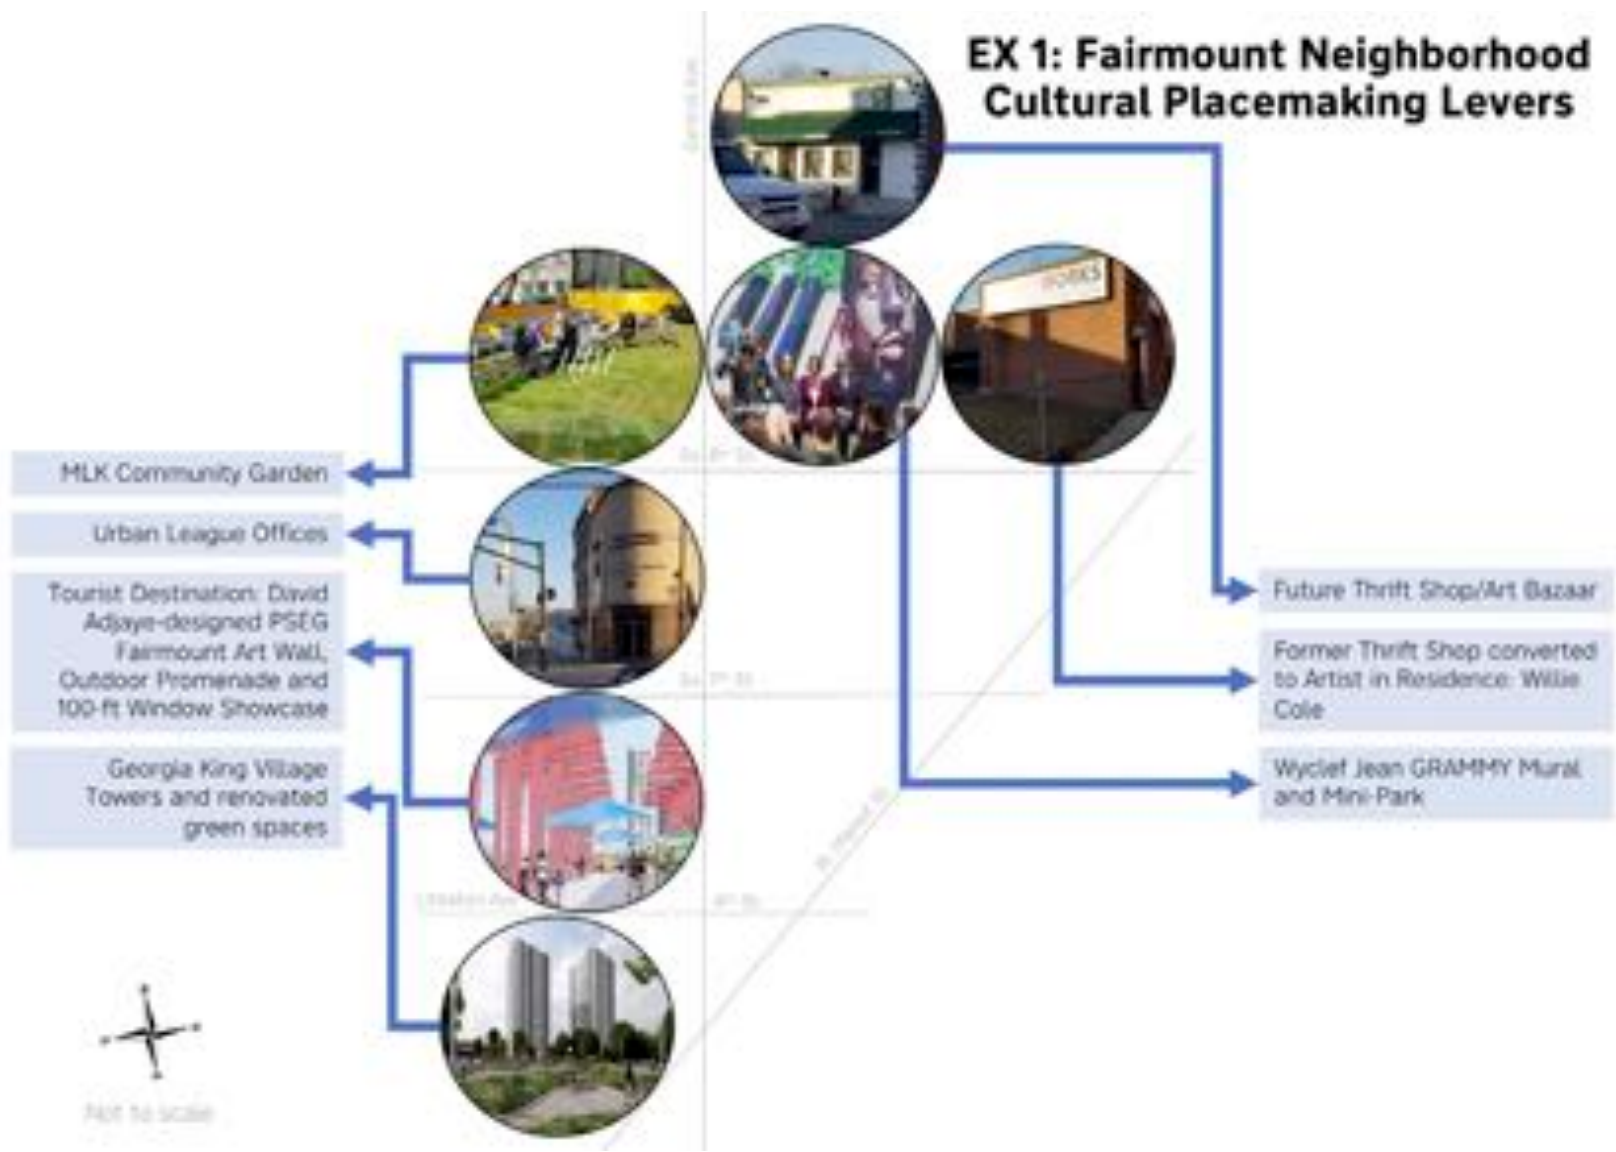 EX 1: Fairmount Neighborhood
Cultural Placemaking Levers
MLK Community Garden
Urban League Offices
Tourist Destination: David
Adjaye-designed PSEG
Fairmount Art Wall,
Outdoor Promenade and
100-ft Window Showcase
Georgia King Village
Towers and renovated
green spaces
Future Thrift Shop/Art Bazaar
Former Thrift Shop converted
to Artist in Residence: Willie
Cole
Wyclef Jean GRAMMY Mural
and Mini-Park
Not to scale